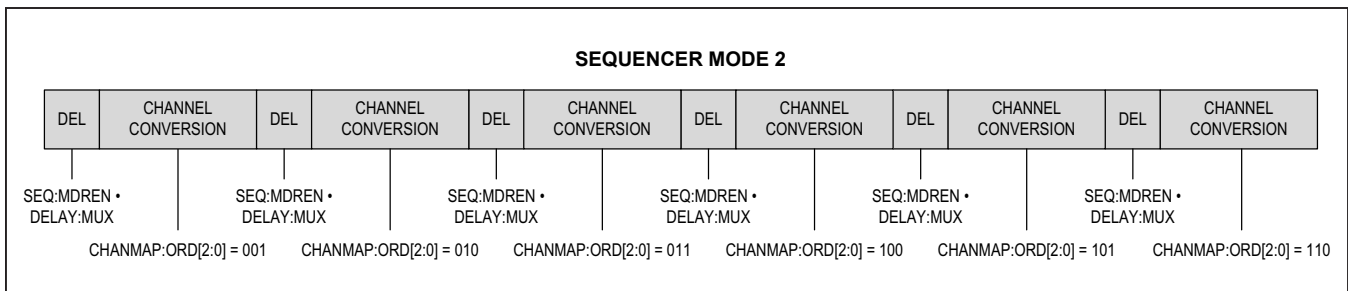 SEQUENCER MODE 2
DEL
CHANNEL
CONVERSION
DEL
CHANNEL
CONVERSION
DEL
CHANNEL
CONVERSION
DEL
CHANNEL
CONVERSION
DEL
CHANNEL
CONVERSION
DEL
CHANNEL
CONVERSION
SEQ:MDREN •
DELAY:MUX
SEQ:MDREN •
DELAY:MUX
SEQ:MDREN •
DELAY:MUX
SEQ:MDREN •
DELAY:MUX
SEQ:MDREN •
DELAY:MUX
SEQ:MDREN •
DELAY:MUX
CHANMAP:ORD[2:0] = 001
CHANMAP:ORD[2:0] = 010
CHANMAP:ORD[2:0] = 011
CHANMAP:ORD[2:0] = 100
CHANMAP:ORD[2:0] = 101
CHANMAP:ORD[2:0] = 110